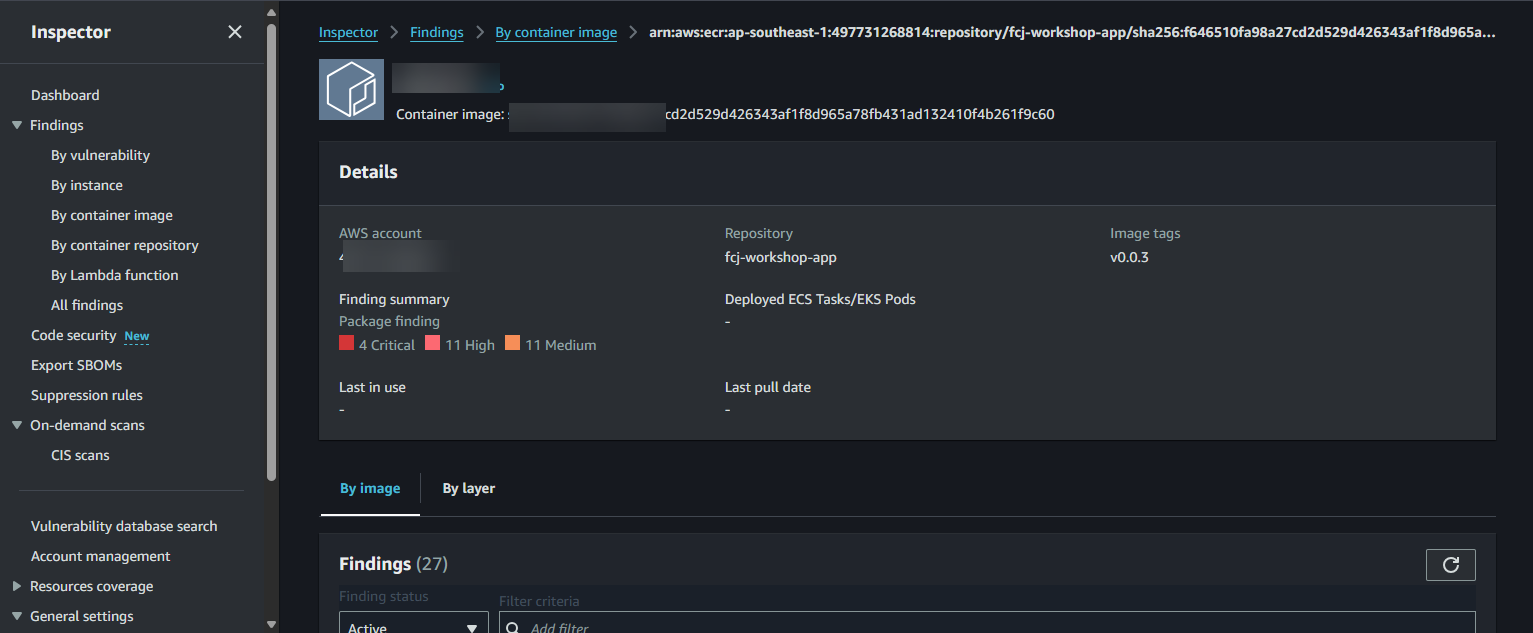 Inspector
Dashboard
Findings
By vulnerability
By instance
By container image
By container repository
By Lambda function
All findings
Code security New
Export SBOMs
Suppression rules
On-demand scans
CIS scans
Vulnerability database search
Account management
Resources coverage
General settings
Inspector > Findings > By container image > arn:aws:ecr:ap-southeast-1:497731268814:repository/fcj-workshop-app/sha256:f646510fa98a27cd2d529d426343af1f8d965a...
Container image: cd2d529d426343af1f8d965a78fb431ad132410f4b261f9c60
Details
AWS account
Repository
fcj-workshop-app
Image tags
v0.0.3
Finding summary
Package finding
4 Critical 11 High 11 Medium
Deployed ECS Tasks/EKS Pods
-
Last in use
-
Last pull date
-
By image
By layer
Findings (27)
Finding status
Filter criteria
Active
Add filter